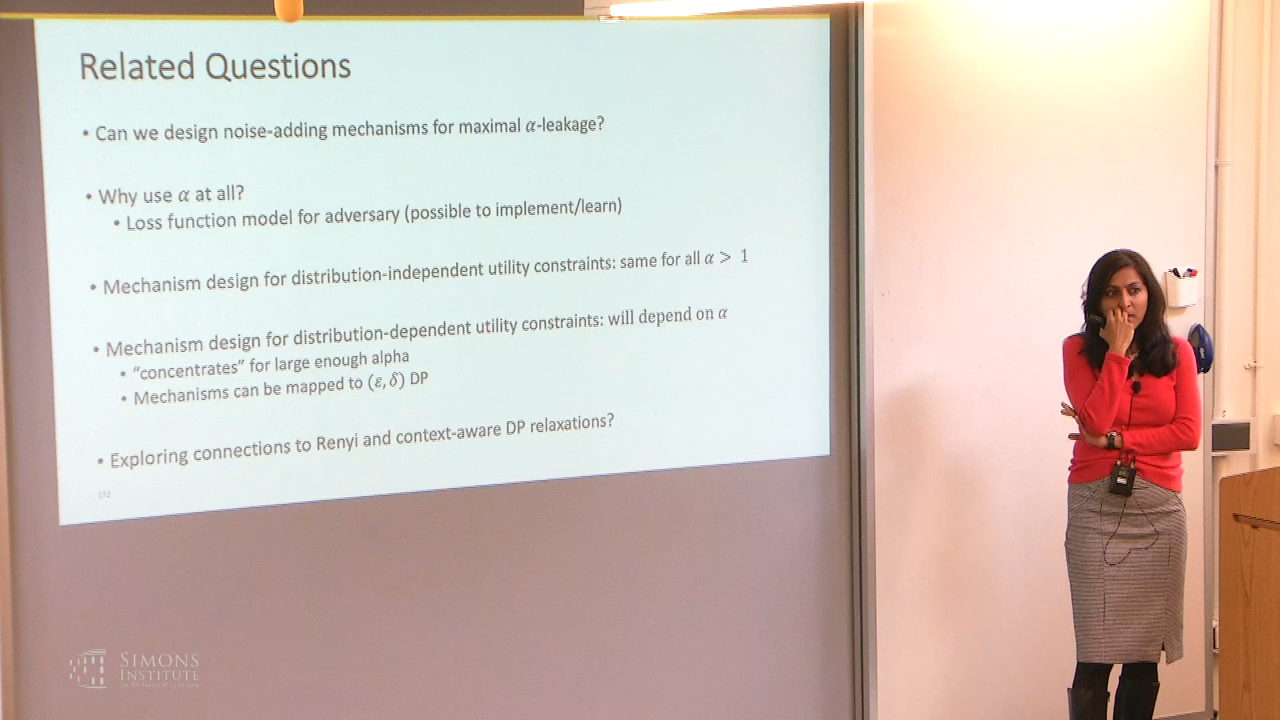 Related Questions
• Can we design noise-adding mechanisms for maximal α-leakage?
• Why use α at all?
• Loss function model for adversary (possible to implement/learn)
• Mechanism design for distribution-independent utility constraints: same for all α > 1
• Mechanism design for distribution-dependent utility constraints: will depend on α
• “concentrates” for large enough alpha
• Mechanisms can be mapped to (ε, δ) DP
• Exploring connections to Renyi and context-aware DP relaxations?
172
SIMONS
INSTITUTE